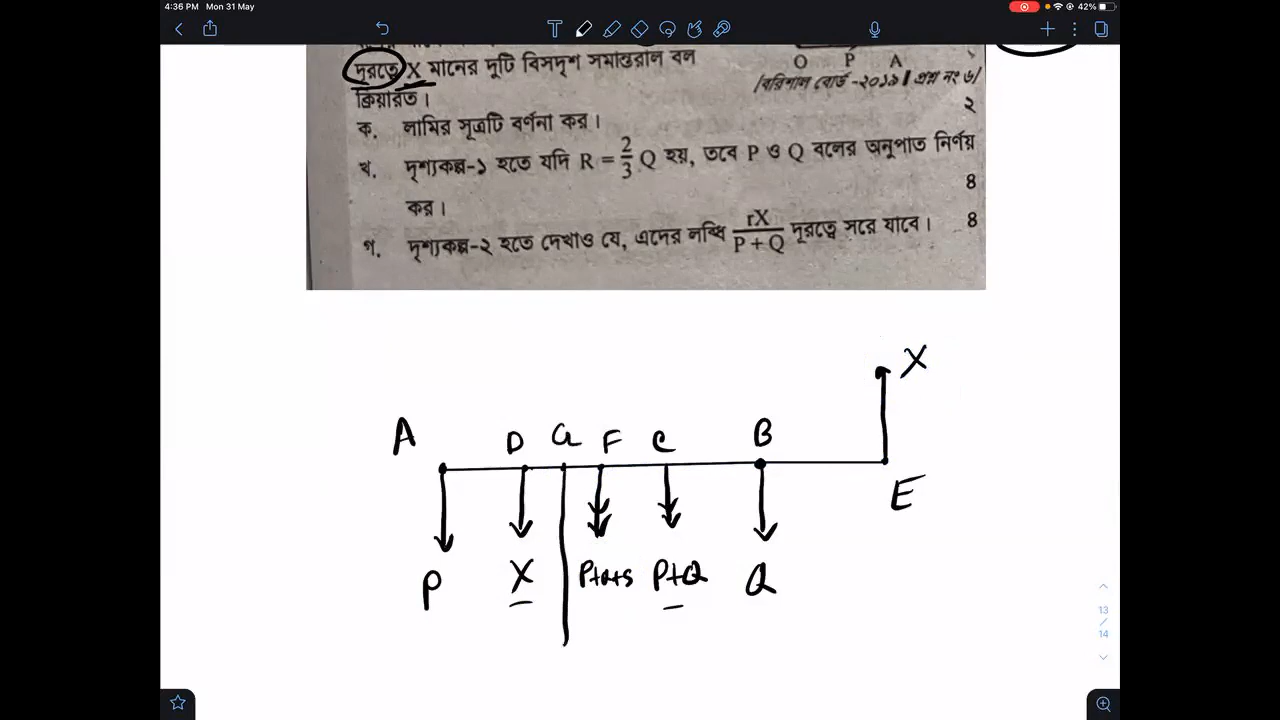 4:36 PM Mon 31 May
42%
দূরত্বে X মানের দুটি বিসদৃশ সমান্তরাল বল
O P A
ক্রিয়ারত।
/বরিশাল বোর্ড -২০১৯। প্রশ্ন নং ৬/
ক. লামির সূত্রটি বর্ণনা কর। ২
খ. দৃশ্যকল্প-১ হতে যদি R = 2/3 Q হয়, তবে P ও Q বলের অনুপাত নির্ণয়
কর। 8
গ. দৃশ্যকল্প-২ হতে দেখাও যে, এদের লব্ধি rX/P + Q দূরত্বে সরে যাবে। 8
X
A D G F C B
E
P X P+Q+S P+Q Q
13
/
14